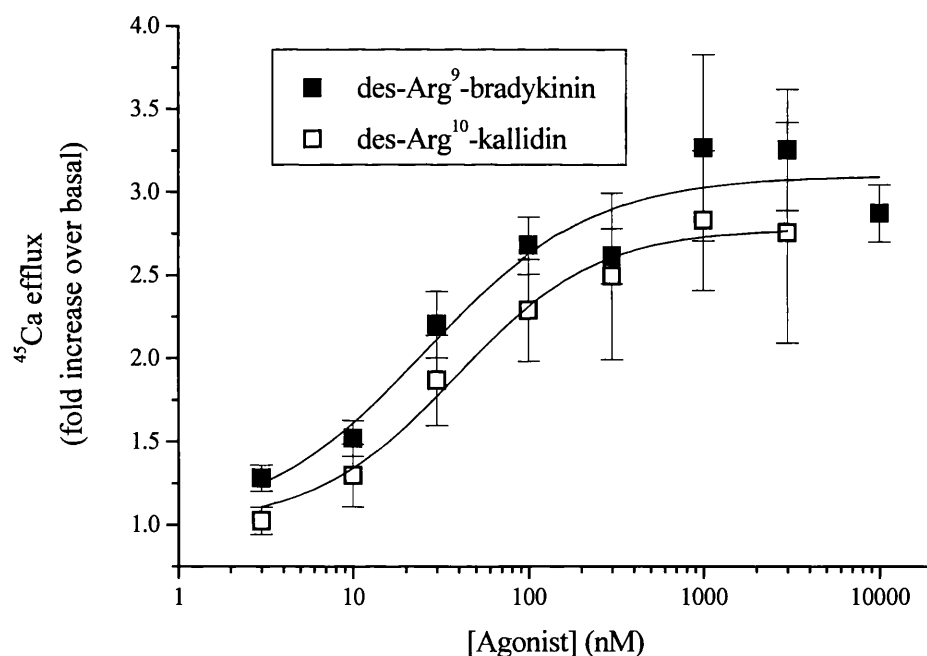 4.0
3.5
3.0
2.5
2.0
1.5
1.0
⁴⁵Ca efflux
(fold increase over basal)
des-Arg⁹-bradykinin
des-Arg¹⁰-kallidin
1 10 100 1000 10000
[Agonist] (nM)